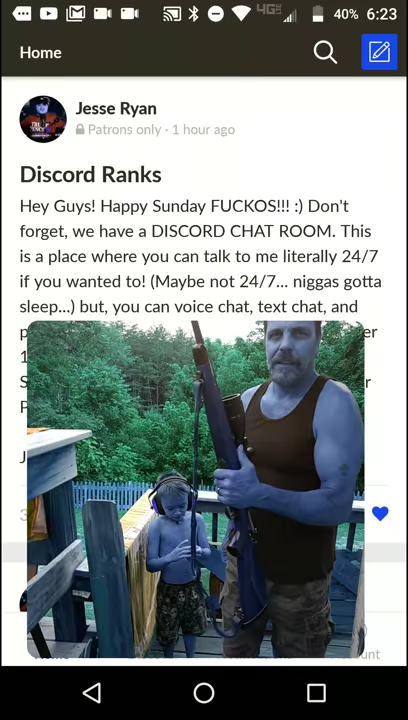 40% 6:23
Home
Jesse Ryan
Patrons only · 1 hour ago
Discord Ranks
Hey Guys! Happy Sunday FUCKOS!!! :) Don't
forget, we have a DISCORD CHAT ROOM. This
is a place where you can talk to me literally 24/7
if you wanted to! (Maybe not 24/7... niggas gotta
sleep...) but, you can voice chat, text chat, and